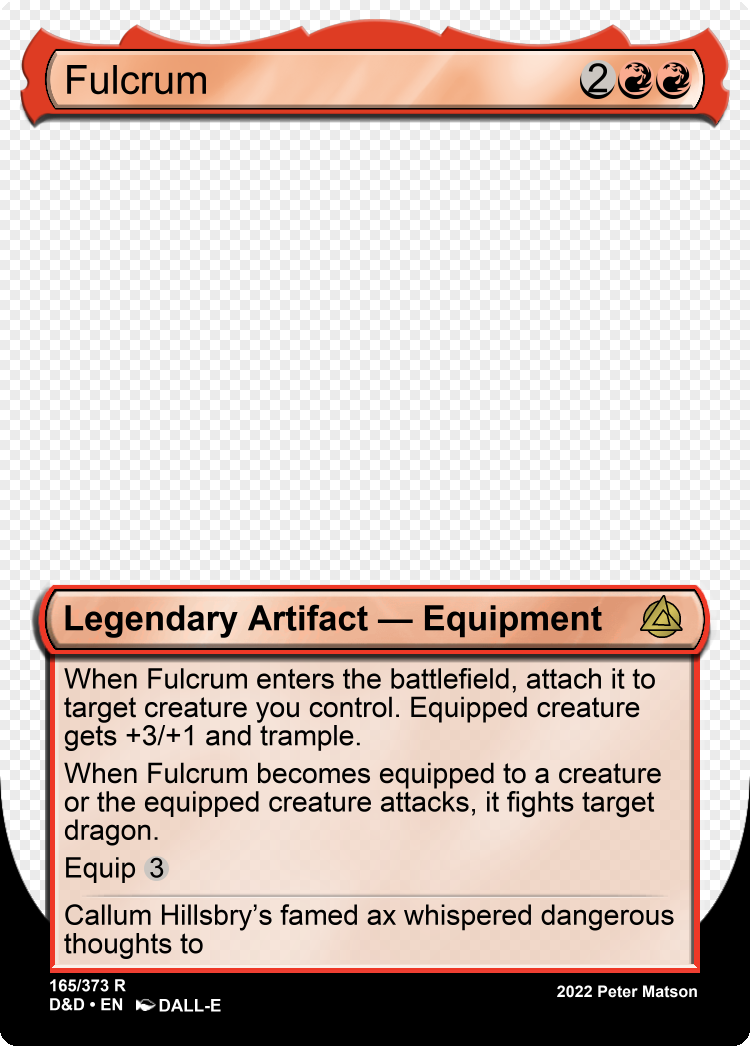 Fulcrum 2
Legendary Artifact — Equipment
When Fulcrum enters the battlefield, attach it to
target creature you control. Equipped creature
gets +3/+1 and trample.
When Fulcrum becomes equipped to a creature
or the equipped creature attacks, it fights target
dragon.
Equip 3
Callum Hillsbry’s famed ax whispered dangerous
thoughts to
165/373 R
D&D • EN DALL-E
2022 Peter Matson